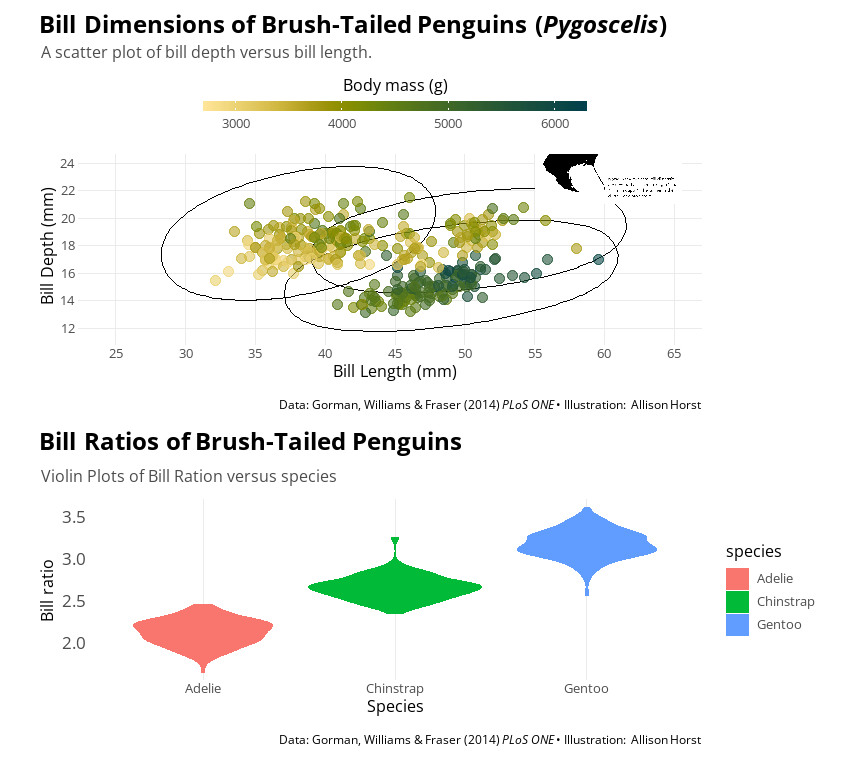 Bill Dimensions of Brush-Tailed Penguins (Pygoscelis)
A scatter plot of bill depth versus bill length.
Body mass (g)
3000 4000 5000 6000
Bill Depth (mm)
24
22
20
18
16
14
12
25 30 35 40 45 50 55 60 65
Bill Length (mm)
Data: Gorman, Williams & Fraser (2014) PLoS ONE • Illustration: Allison Horst
Bill Ratios of Brush-Tailed Penguins
Violin Plots of Bill Ration versus species
Bill ratio
3.5
3.0
2.5
2.0
Adelie Chinstrap Gentoo
Species
species
Adelie
Chinstrap
Gentoo
Data: Gorman, Williams & Fraser (2014) PLoS ONE • Illustration: Allison Horst